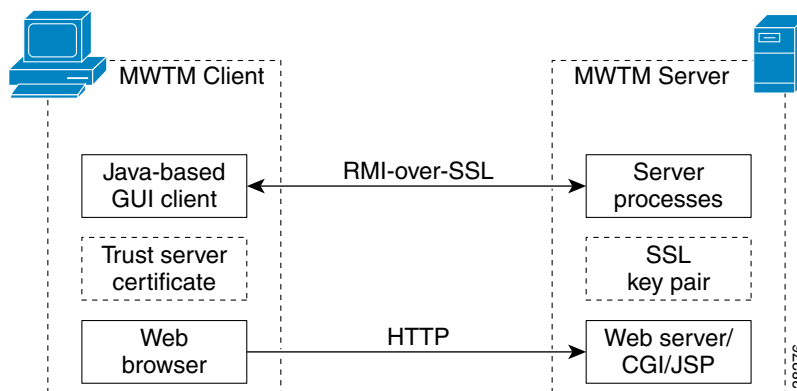 MWTM Client
MWTM Server
Java-based
GUI client
RMI-over-SSL
Server
processes
Trust server
certificate
SSL
key pair
Web
browser
HTTP
Web server/
CGI/JSP